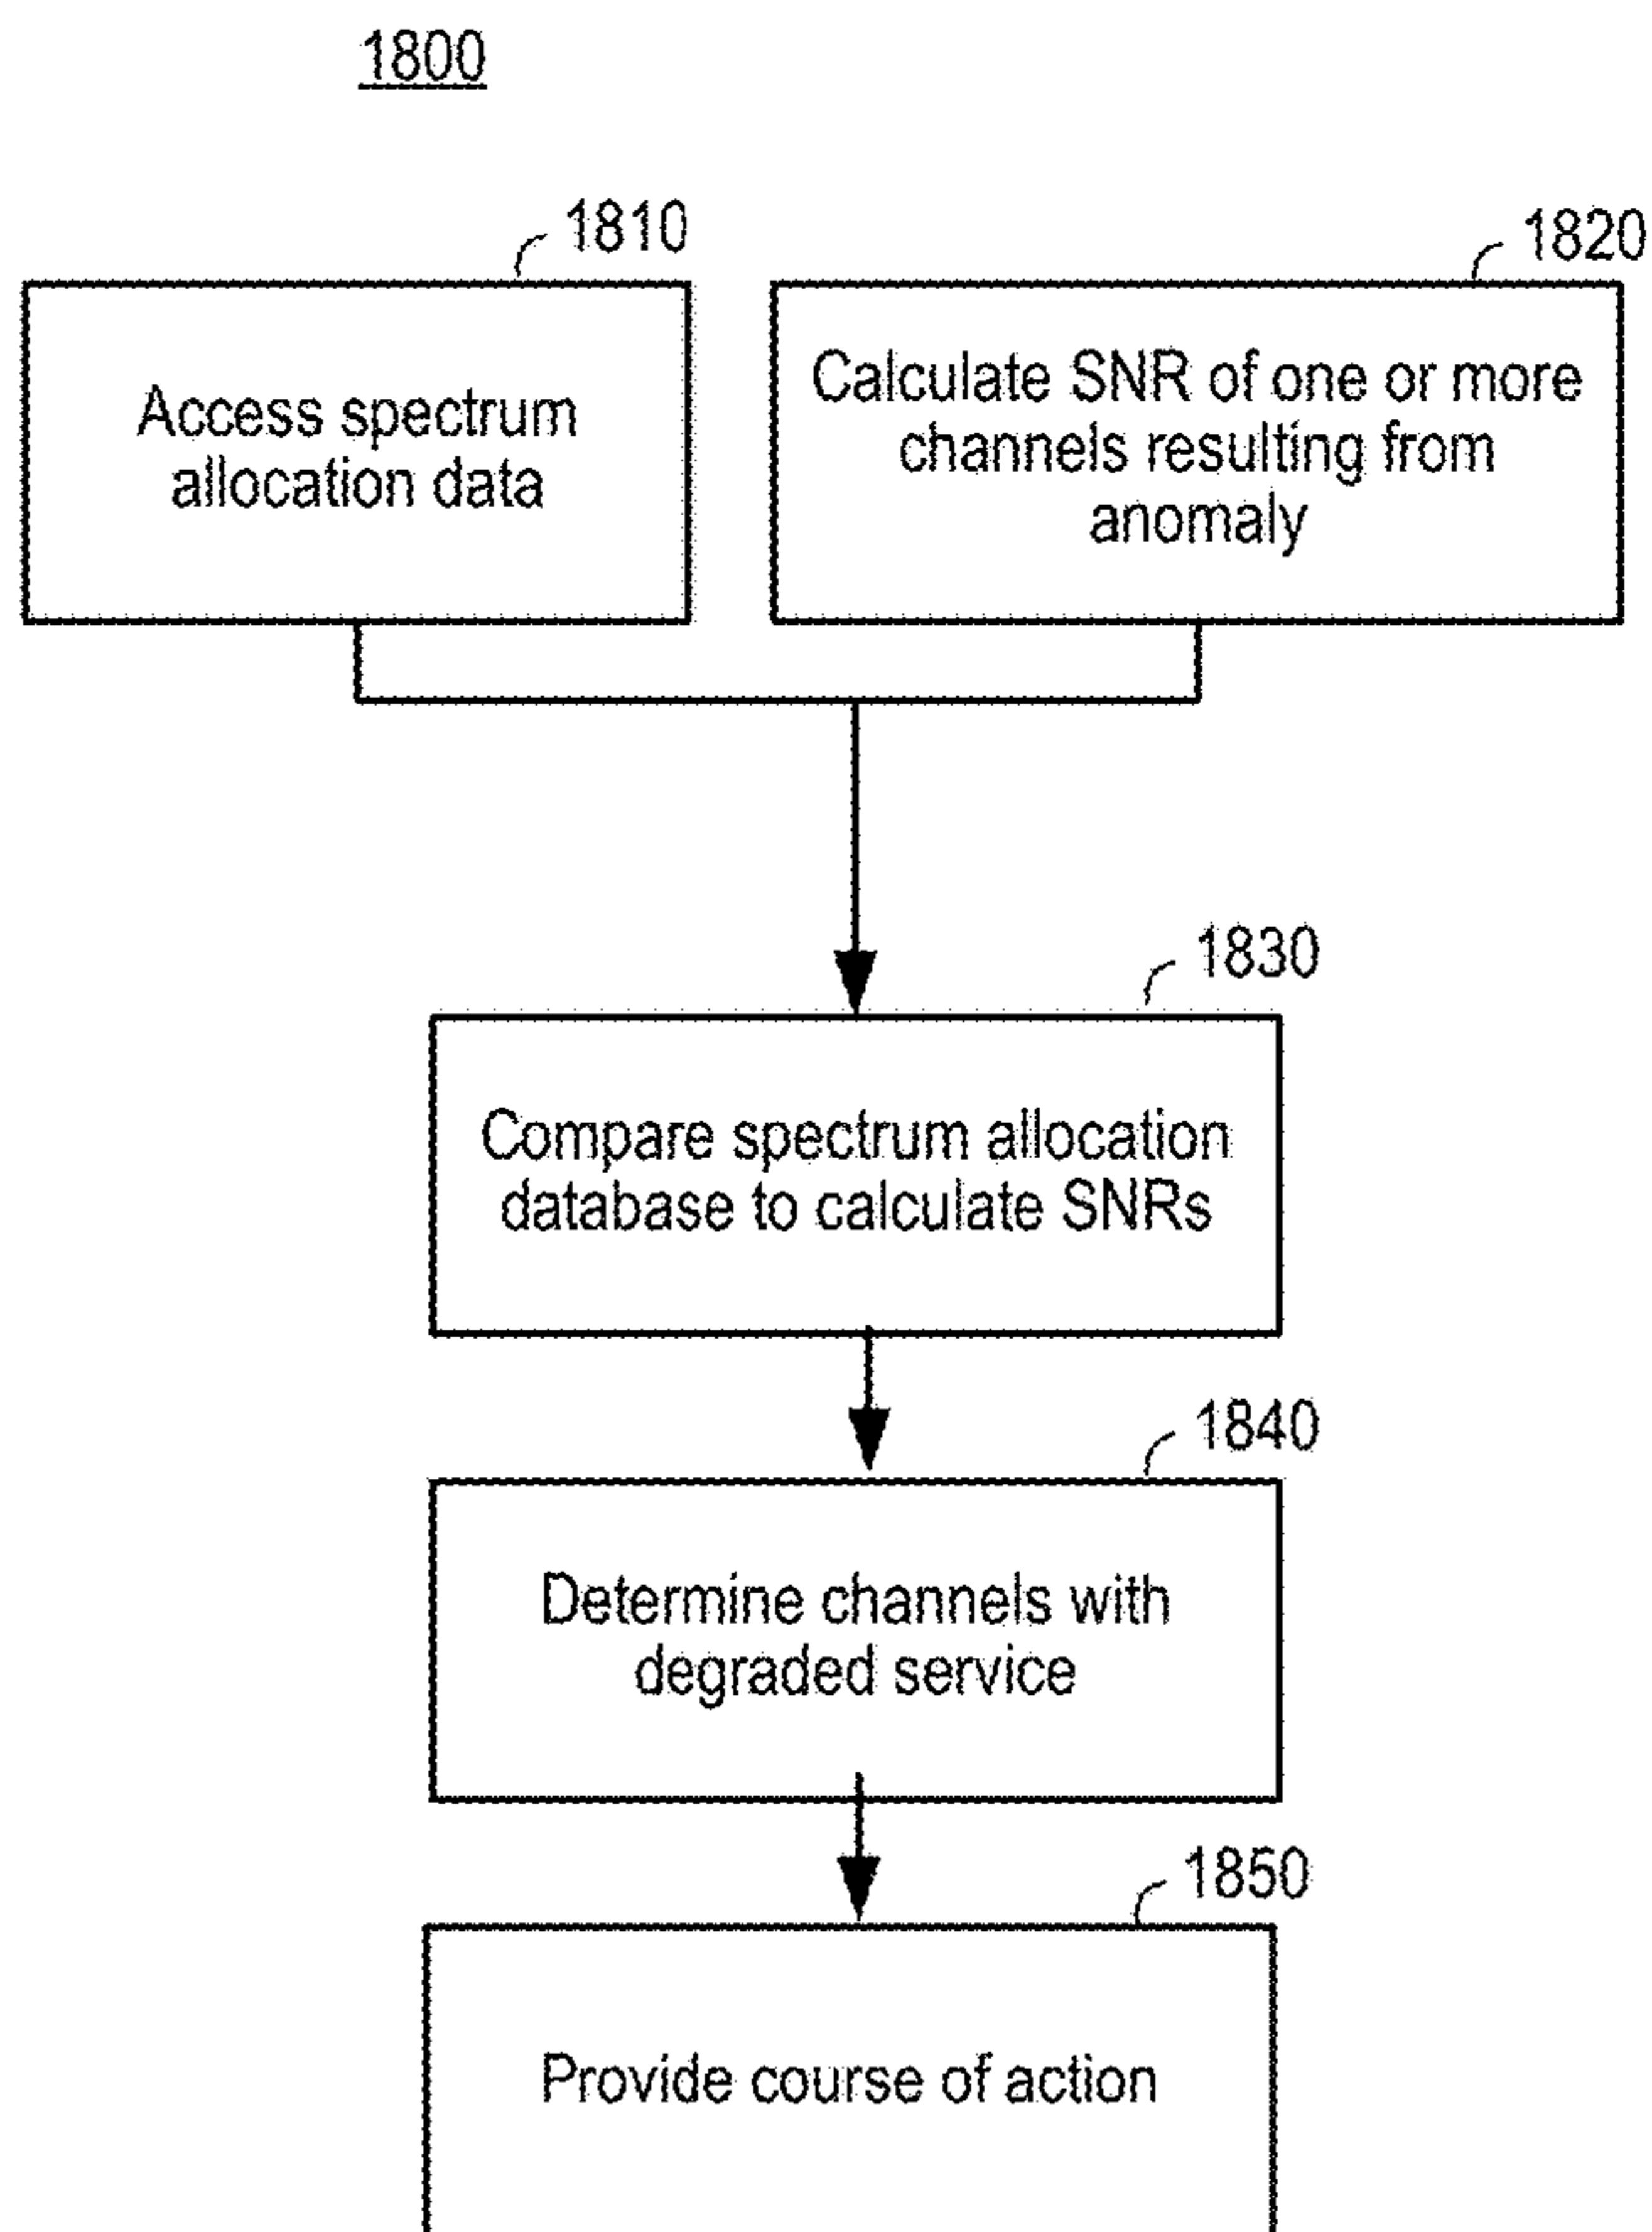 1800
1810
1820
Access spectrum
allocation data
Calculate SNR of one or more
channels resulting from
anomaly
1830
Compare spectrum allocation
database to calculate SNRs
1840
Determine channels with
degraded service
1850
Provide course of action